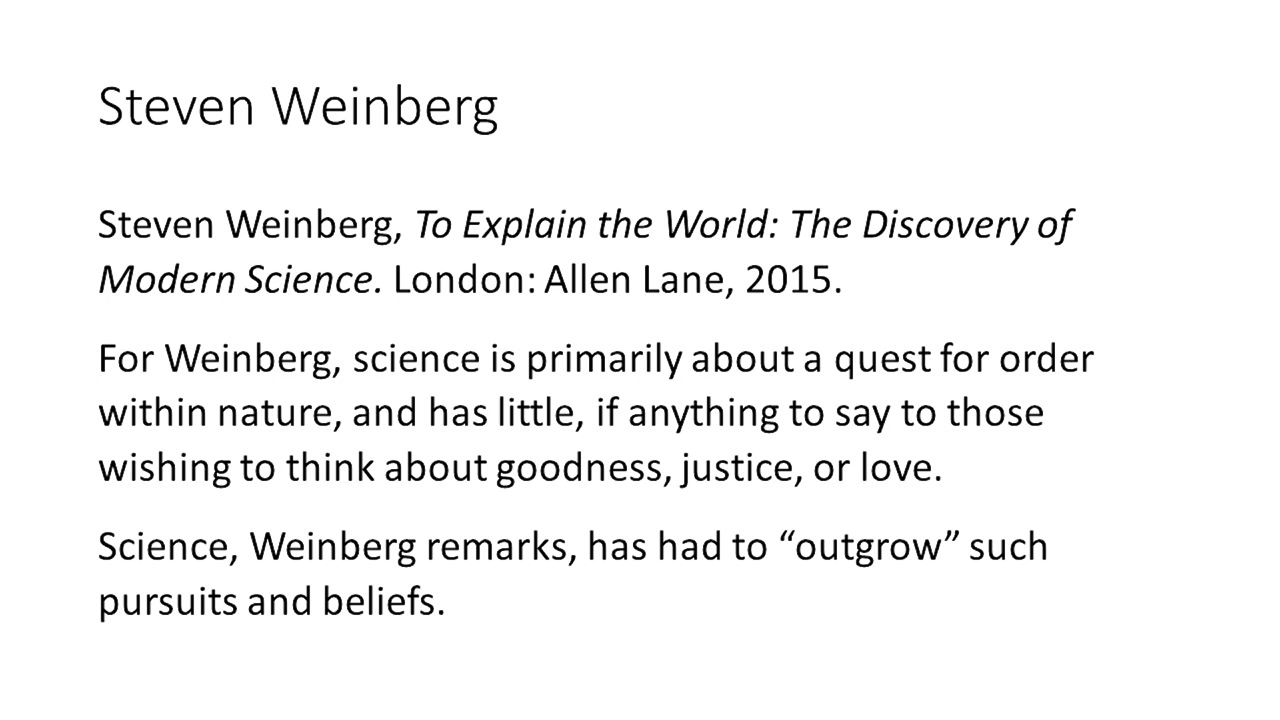 Steven Weinberg
Steven Weinberg, To Explain the World: The Discovery of
Modern Science. London: Allen Lane, 2015.
For Weinberg, science is primarily about a quest for order
within nature, and has little, if anything to say to those
wishing to think about goodness, justice, or love.
Science, Weinberg remarks, has had to “outgrow” such
pursuits and beliefs.